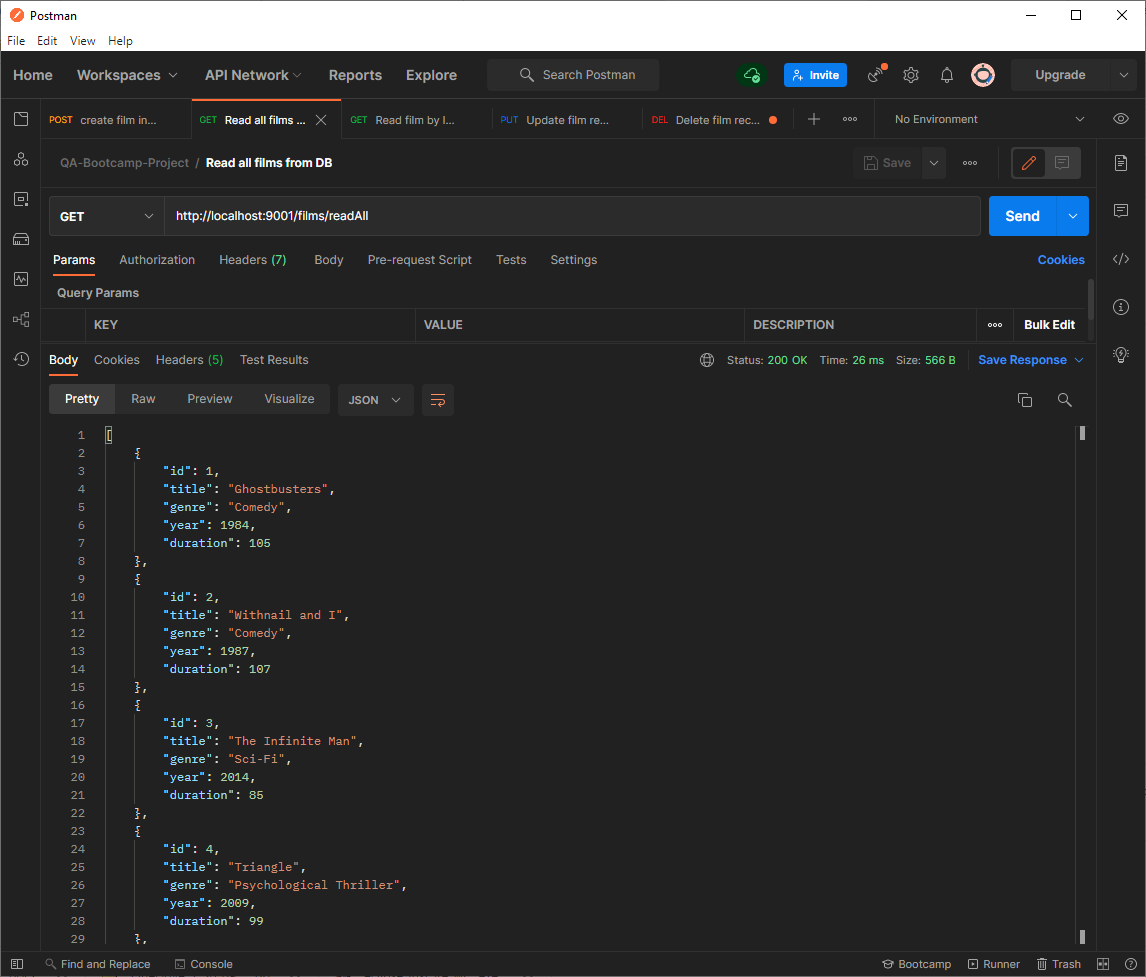 Postman
File Edit View Help
Home Workspaces API Network Reports Explore Search Postman Invite Upgrade
POST create film in... GET Read all films ... GET Read film by I... PUT Update film re... DEL Delete film rec... No Environment
QA-Bootcamp-Project / Read all films from DB Save
GET http://localhost:9001/films/readAll Send
Params Authorization Headers (7) Body Pre-request Script Tests Settings Cookies
Query Params
KEY VALUE DESCRIPTION Bulk Edit
Body Cookies Headers (5) Test Results Status: 200 OK Time: 26 ms Size: 566 B Save Response
Pretty Raw Preview Visualize JSON
1 [
2 {
3 "id": 1,
4 "title": "Ghostbusters",
5 "genre": "Comedy",
6 "year": 1984,
7 "duration": 105
8 },
9 {
10 "id": 2,
11 "title": "Withnail and I",
12 "genre": "Comedy",
13 "year": 1987,
14 "duration": 107
15 },
16 {
17 "id": 3,
18 "title": "The Infinite Man",
19 "genre": "Sci-Fi",
20 "year": 2014,
21 "duration": 85
22 },
23 {
24 "id": 4,
25 "title": "Triangle",
26 "genre": "Psychological Thriller",
27 "year": 2009,
28 "duration": 99
29 },
Find and Replace Console Bootcamp Runner Trash